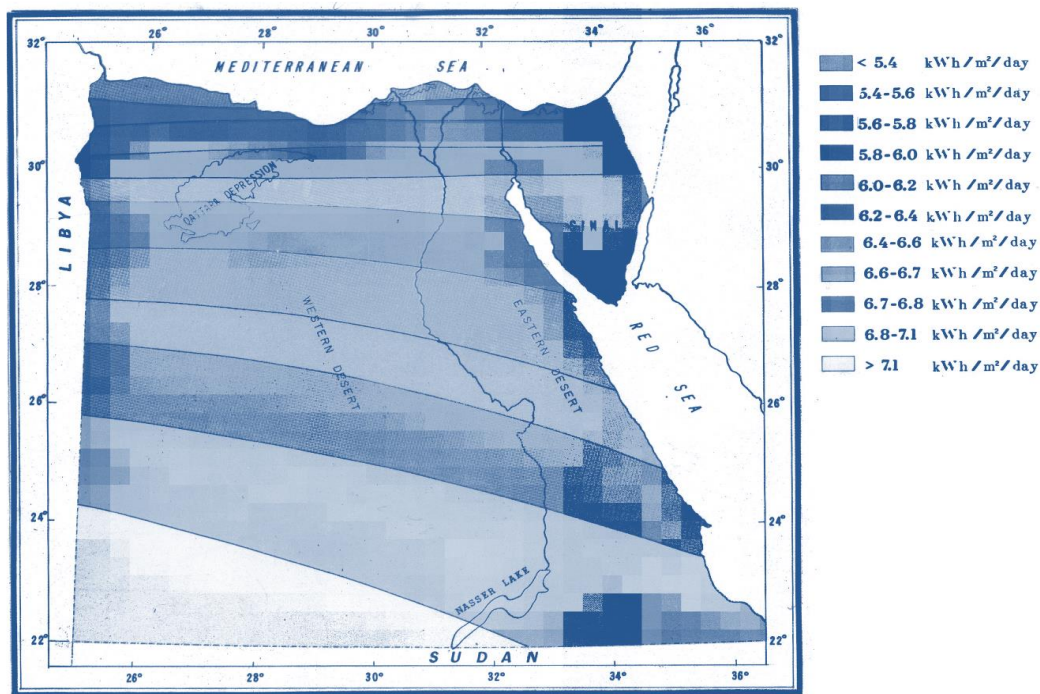 26° 28° 30° 32° 34° 36°
32° 32°
MEDITERRANEAN SEA
30° 30°
QATTARA DEPRESSION
LIBYA
SINAI
28° 28°
WESTERN DESERT
EASTERN DESERT
RED SEA
26° 26°
24° 24°
NASSER LAKE
22° 22°
SUDAN
26° 28° 30° 32° 34° 36°
< 5.4 kWh/m²/day
5.4-5.6 kWh/m²/day
5.6-5.8 kWh/m²/day
5.8-6.0 kWh/m²/day
6.0-6.2 kWh/m²/day
6.2-6.4 kWh/m²/day
6.4-6.6 kWh/m²/day
6.6-6.7 kWh/m²/day
6.7-6.8 kWh/m²/day
6.8-7.1 kWh/m²/day
> 7.1 kWh/m²/day